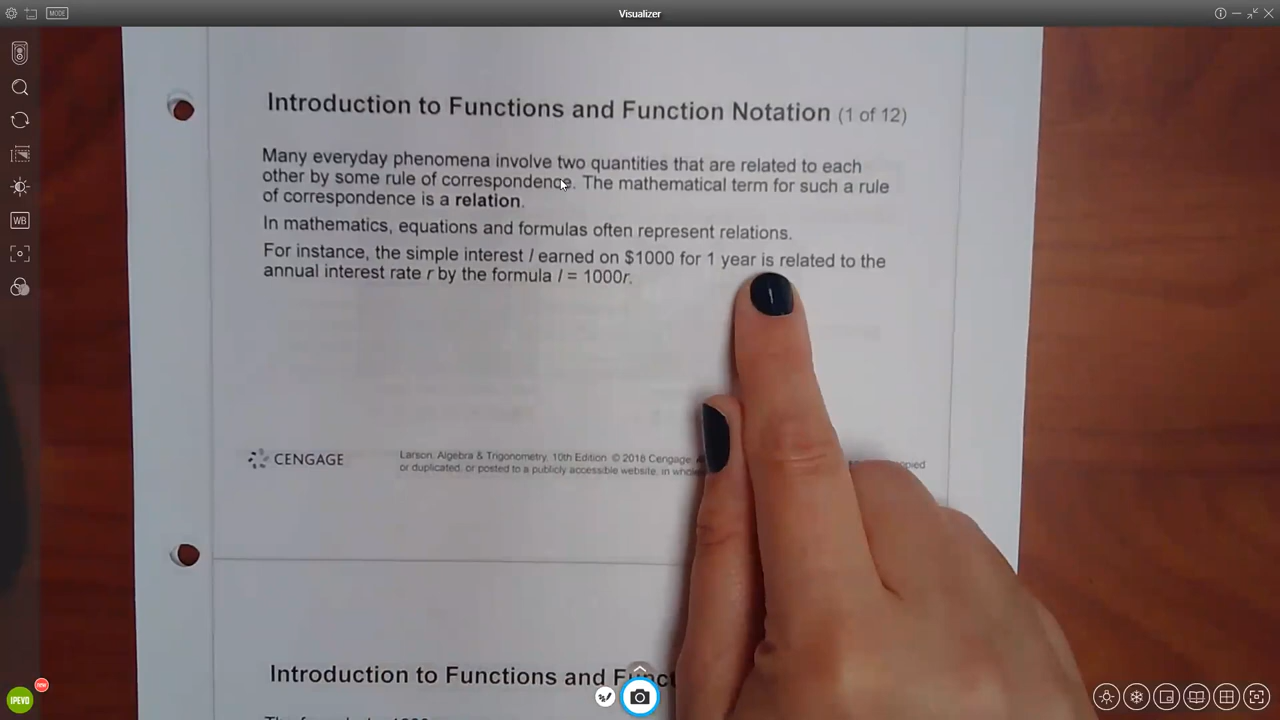 Visualizer
MODE
Introduction to Functions and Function Notation (1 of 12)
Many everyday phenomena involve two quantities that are related to each
other by some rule of correspondence. The mathematical term for such a rule
of correspondence is a relation.
In mathematics, equations and formulas often represent relations.
For instance, the simple interest I earned on $1000 for 1 year is related to the
annual interest rate r by the formula I = 1000r.
CENGAGE
Larson, Algebra & Trigonometry, 10th Edition. © 2018 Cengage.
or duplicated, or posted to a publicly accessible website, in
WB
Introduction to Functions and
IPEVO
new